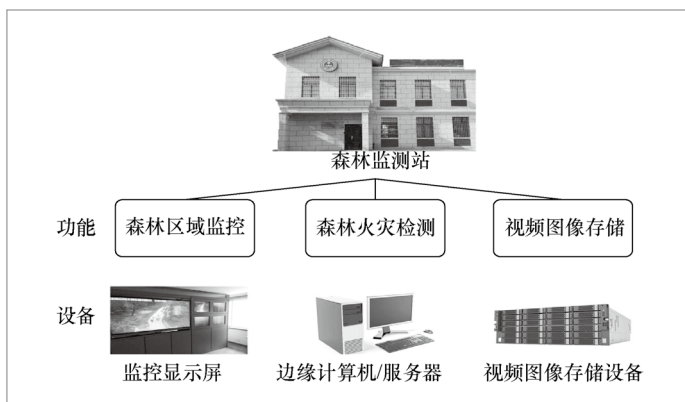 森林监测站
功能 森林区域监控 森林火灾检测 视频图像存储
设备
监控显示屏 边缘计算机/服务器 视频图像存储设备